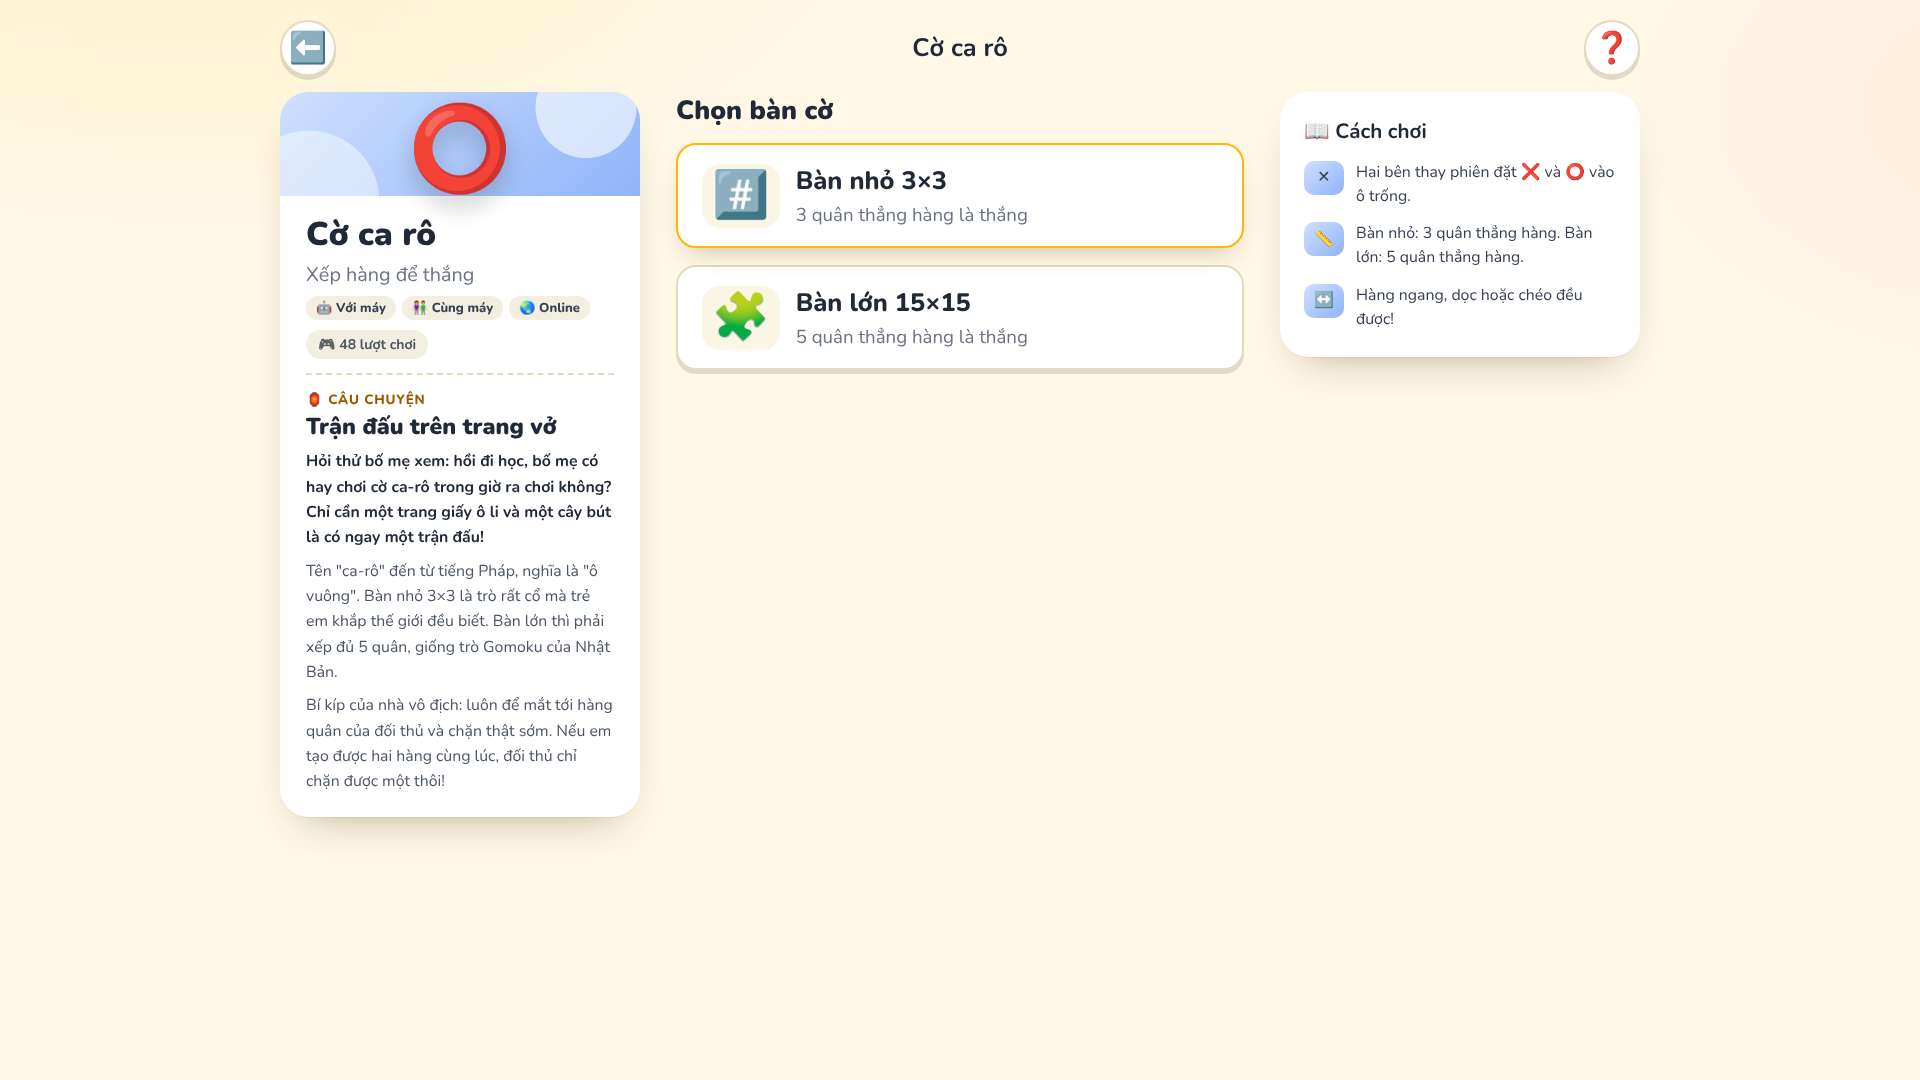 Cờ ca rô
Cờ ca rô
Xếp hàng để thắng
🤖 Với máy 👫 Cùng máy 🌏 Online
🎮 48 lượt chơi
🏮 CÂU CHUYỆN
Trận đấu trên trang vở
Hỏi thử bố mẹ xem: hồi đi học, bố mẹ có
hay chơi cờ ca-rô trong giờ ra chơi không?
Chỉ cần một trang giấy ô li và một cây bút
là có ngay một trận đấu!
Tên "ca-rô" đến từ tiếng Pháp, nghĩa là "ô
vuông". Bàn nhỏ 3×3 là trò rất cổ mà trẻ
em khắp thế giới đều biết. Bàn lớn thì phải
xếp đủ 5 quân, giống trò Gomoku của Nhật
Bản.
Bí kíp của nhà vô địch: luôn để mắt tới hàng
quân của đối thủ và chặn thật sớm. Nếu em
tạo được hai hàng cùng lúc, đối thủ chỉ
chặn được một thôi!
Chọn bàn cờ
Bàn nhỏ 3×3
3 quân thẳng hàng là thắng
Bàn lớn 15×15
5 quân thẳng hàng là thắng
📖 Cách chơi
Hai bên thay phiên đặt ❌ và ⭕ vào
ô trống.
Bàn nhỏ: 3 quân thẳng hàng. Bàn
lớn: 5 quân thẳng hàng.
Hàng ngang, dọc hoặc chéo đều
được!